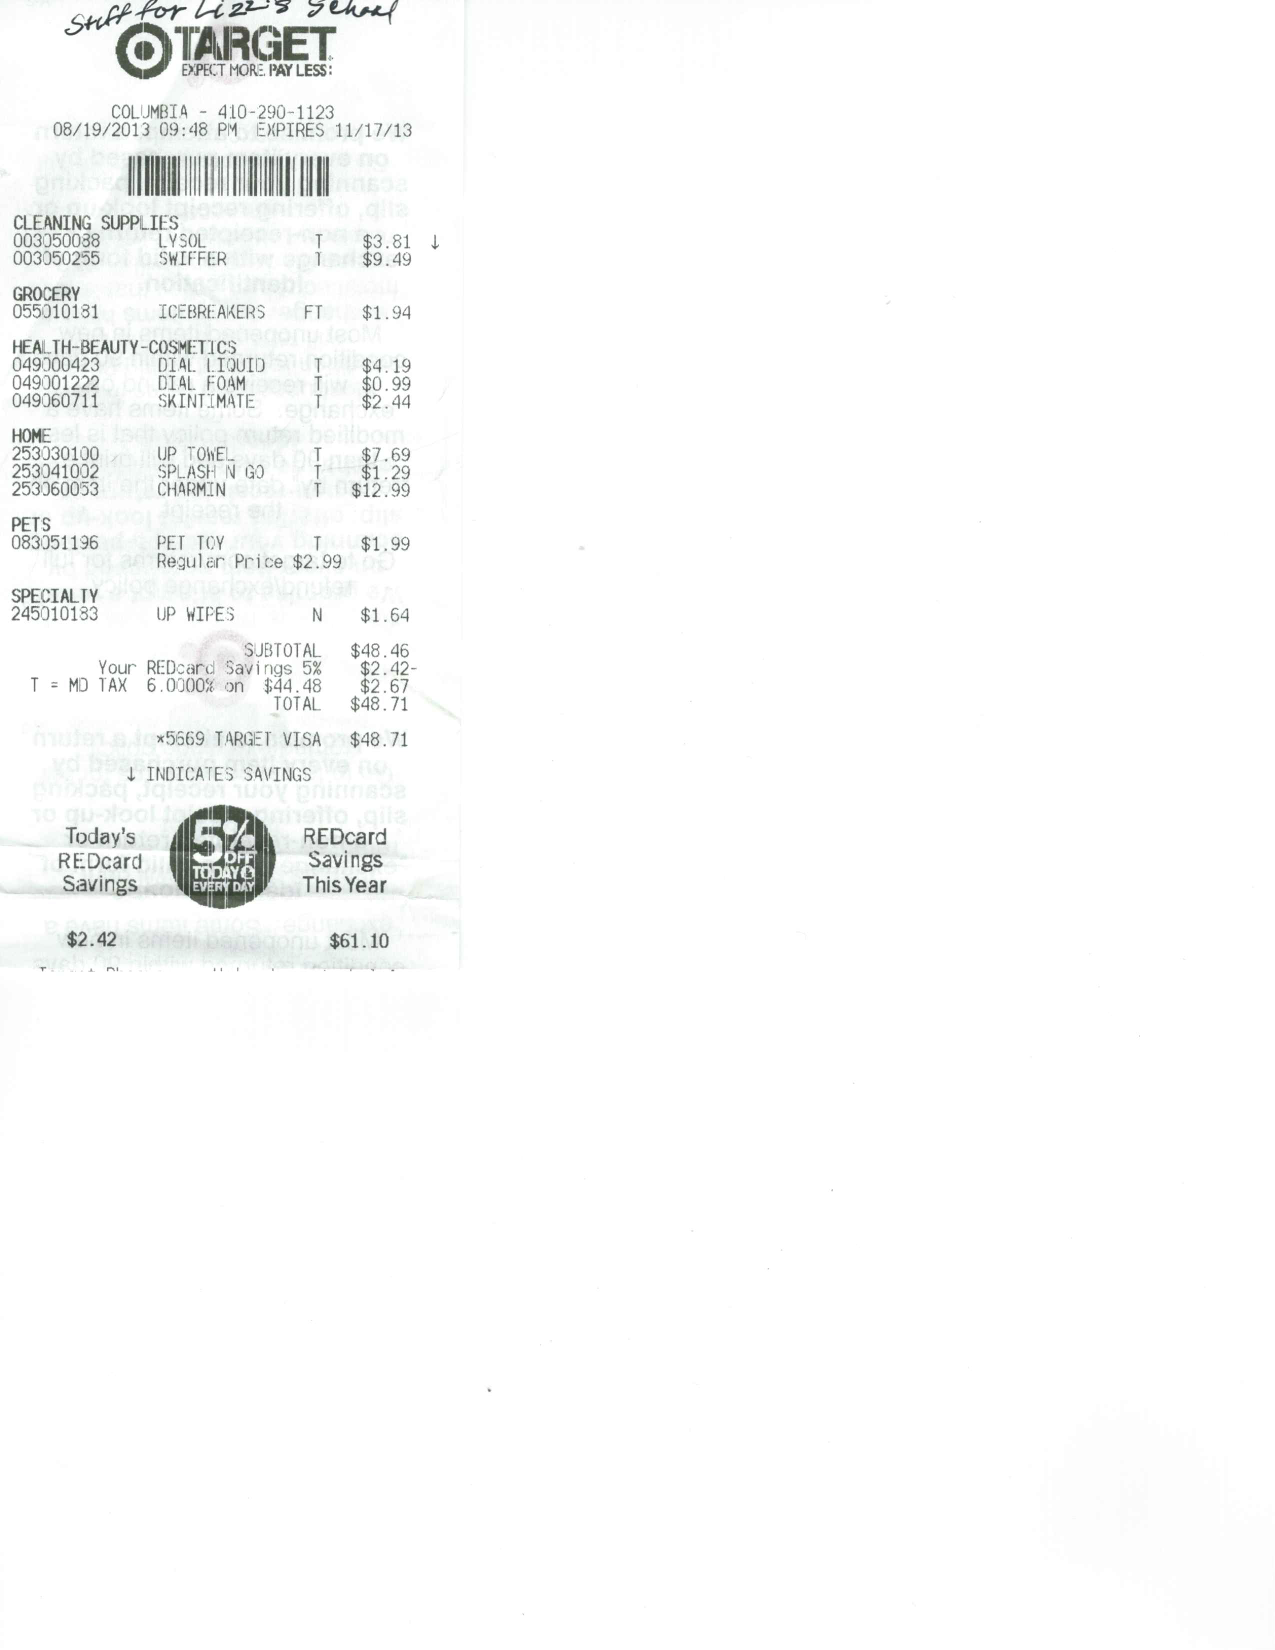 Stuff for Lizz's School
TARGET
EXPECT MORE. PAY LESS.
COLUMBIA - 410-290-1123
08/19/2013 09:48 PM EXPIRES 11/17/13
CLEANING SUPPLIES
003050088 LYSOL T $3.81 ↓
003050255 SWIFFER T $9.49
GROCERY
055010181 ICEBREAKERS FT $1.94
HEALTH-BEAUTY-COSMETICS
049000423 DIAL LIQUID T $4.19
049001222 DIAL FOAM T $0.99
049060711 SKINTIMATE T $2.44
HOME
253030100 UP TOWEL T $7.69
253041002 SPLASH N GO T $1.29
253060053 CHARMIN T $12.99
PETS
083051196 PET TOY T $1.99
Regular Price $2.99
SPECIALTY
245010183 UP WIPES N $1.64
SUBTOTAL $48.46
Your REDcard Savings 5% $2.42-
T = MD TAX 6.0000% on $44.48 $2.67
TOTAL $48.71
*5669 TARGET VISA $48.71
↓ INDICATES SAVINGS
Today's REDcard Savings
5% OFF TODAY & EVERY DAY
REDcard Savings This Year
$2.42 $61.10